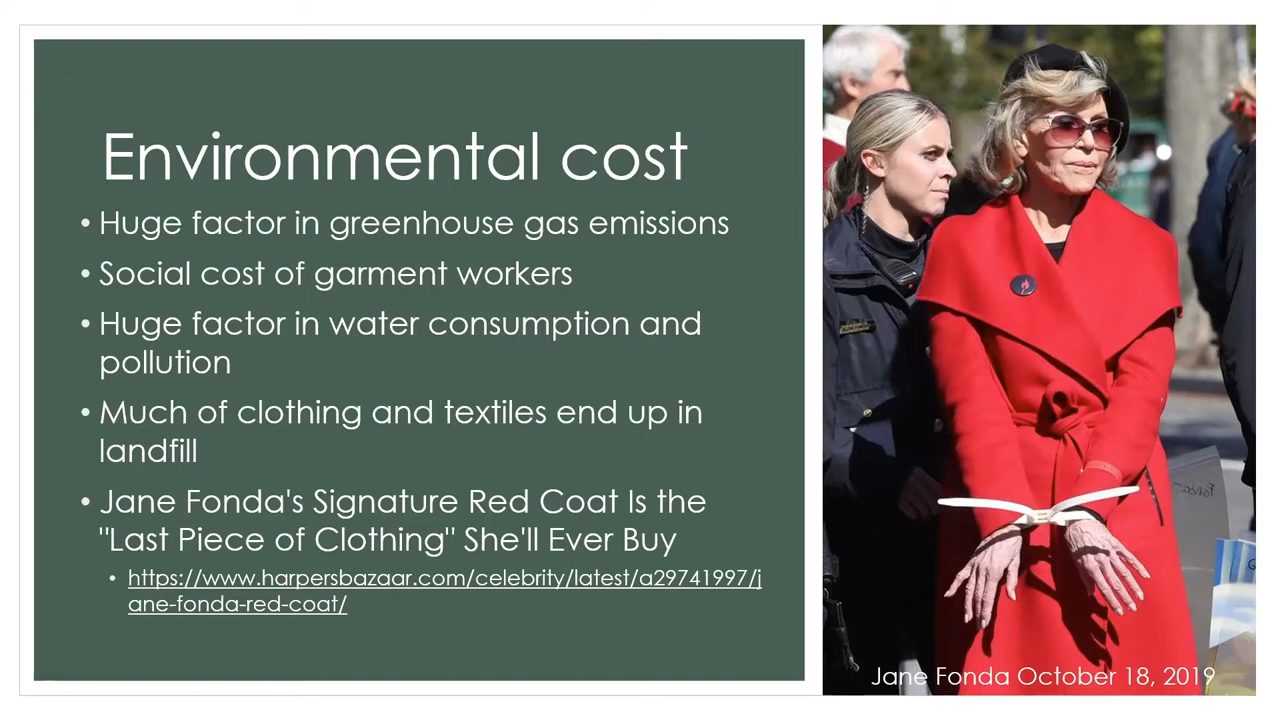 Environmental cost
• Huge factor in greenhouse gas emissions
• Social cost of garment workers
• Huge factor in water consumption and
pollution
• Much of clothing and textiles end up in
landfill
• Jane Fonda's Signature Red Coat Is the
"Last Piece of Clothing" She'll Ever Buy
• https://www.harpersbazaar.com/celebrity/latest/a29741997/j
ane-fonda-red-coat/
Jane Fonda October 18, 2019